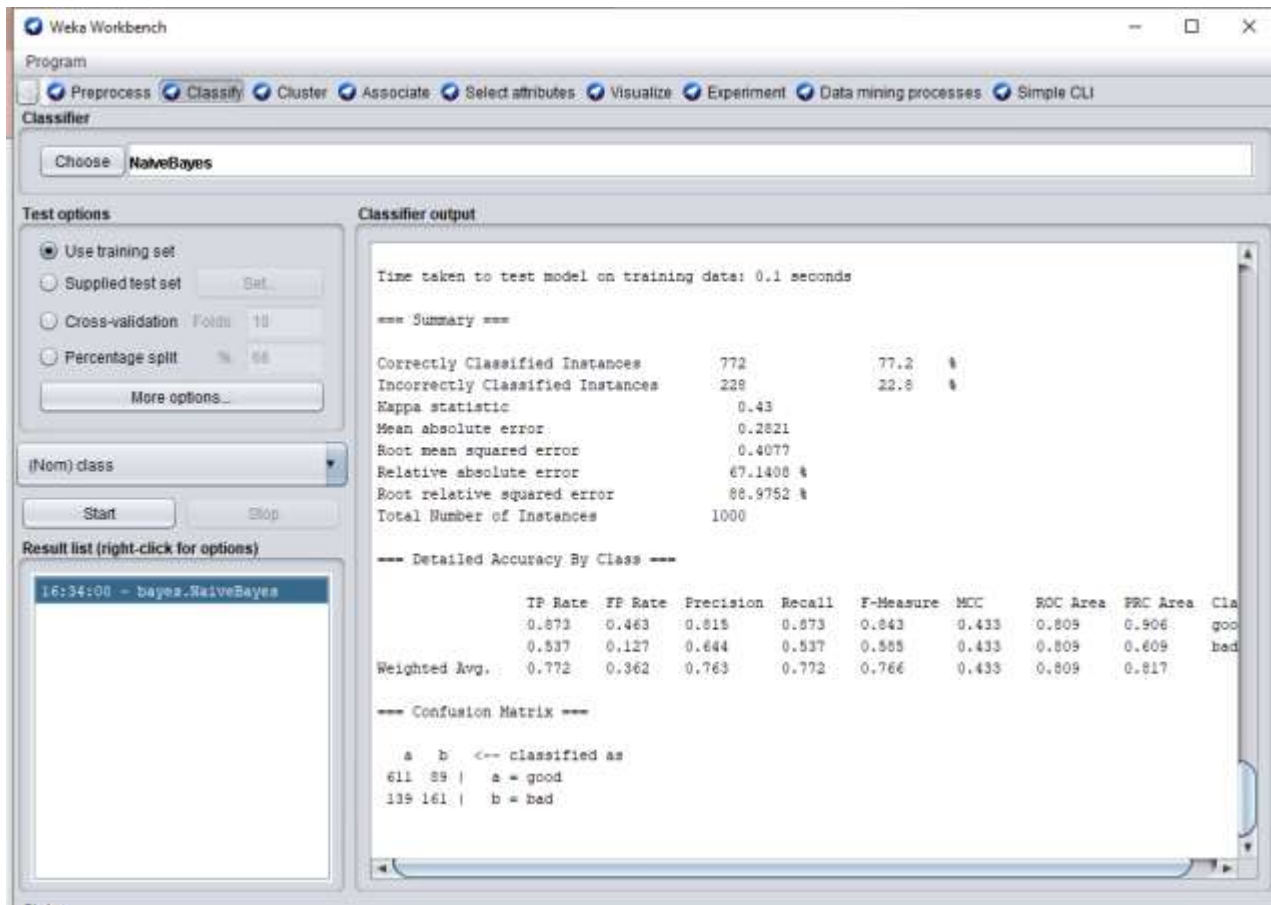 Weka Workbench
Program
Preprocess Classify Cluster Associate Select attributes Visualize Experiment Data mining processes Simple CLI
Classifier
Choose NaiveBayes
Test options
Use training set
Supplied test set Set...
Cross-validation Folds 10
Percentage split % 66
More options...
(Nom) class
Start Stop
Result list (right-click for options)
16:34:00 - bayes.NaiveBayes
Classifier output
Time taken to test model on training data: 0.1 seconds
=== Summary ===
Correctly Classified Instances 772 77.2 %
Incorrectly Classified Instances 228 22.8 %
Kappa statistic 0.43
Mean absolute error 0.2821
Root mean squared error 0.4077
Relative absolute error 67.1408 %
Root relative squared error 88.9752 %
Total Number of Instances 1000
=== Detailed Accuracy By Class ===
TP Rate FP Rate Precision Recall F-Measure MCC ROC Area PRC Area Cla
0.873 0.463 0.815 0.873 0.843 0.433 0.809 0.906 goo
0.537 0.127 0.644 0.537 0.585 0.433 0.809 0.609 bad
Weighted Avg. 0.772 0.362 0.763 0.772 0.766 0.433 0.809 0.817
=== Confusion Matrix ===
a b <-- classified as
611 89 | a = good
139 161 | b = bad